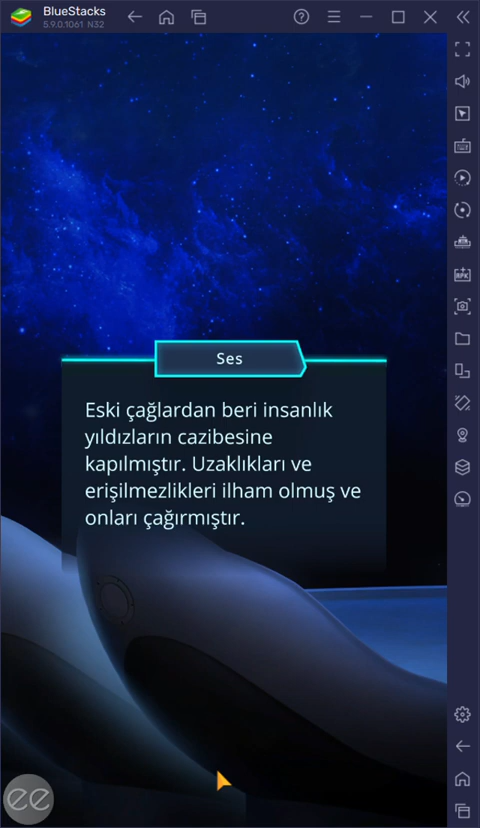 BlueStacks
5.9.0.1061 N32
Ses
Eski çağlardan beri insanlık
yıldızların cazibesine
kapılmıştır. Uzaklıkları ve
erişilmezlikleri ilham olmuş ve
onları çağırmıştır.
ee